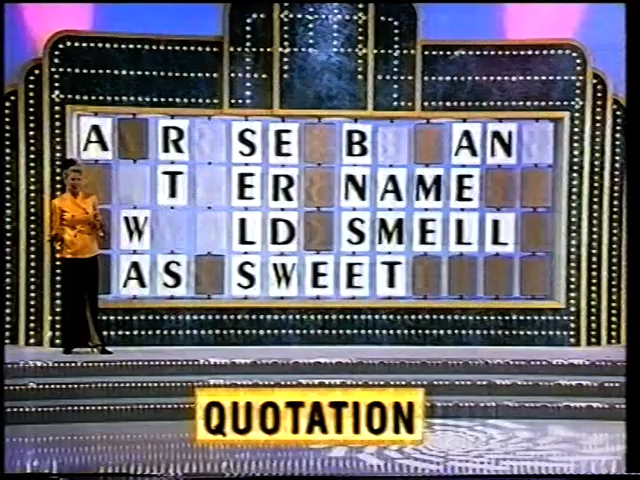 A R SE B AN
T ER NAME
W LD SMELL
AS SWEET
QUOTATION